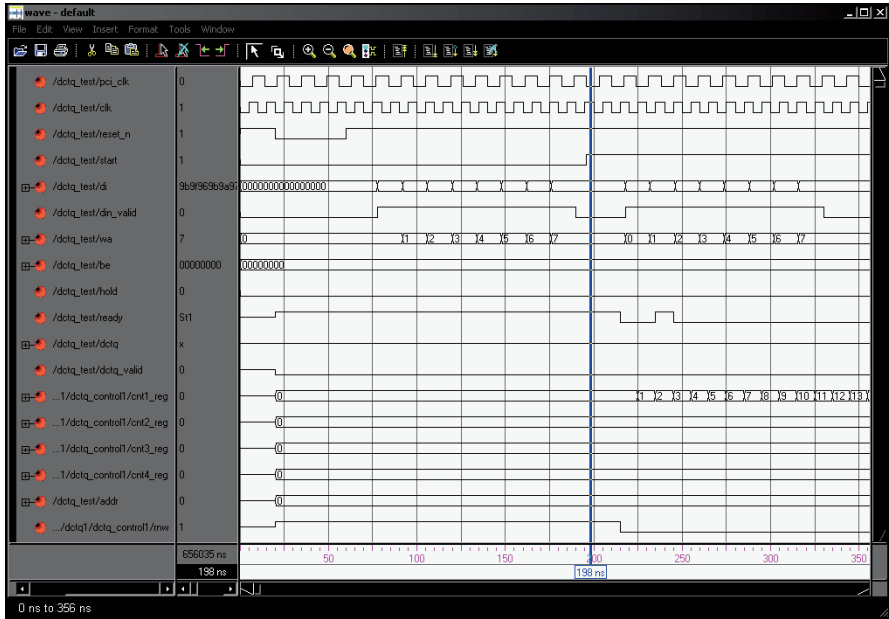 wave - default
File Edit View Insert Format Tools Window
/dctq_test/pci_clk 0
/dctq_test/clk 1
/dctq_test/reset_n 1
/dctq_test/start 1
/dctq_test/di 9b9f969b9a97 0000000000000000
/dctq_test/din_valid 0
/dctq_test/wa 7 0 1 2 3 4 5 6 7 0 1 2 3 4 5 6 7
/dctq_test/be 00000000 00000000
/dctq_test/hold 0
/dctq_test/ready St1
/dctq_test/dctq x
/dctq_test/dctq_valid 0
...1/dctq_control1/cnt1_reg 0 0 1 2 3 4 5 6 7 8 9 10 11 12 13
...1/dctq_control1/cnt2_reg 0 0
...1/dctq_control1/cnt3_reg 0 0
...1/dctq_control1/cnt4_reg 0 0
/dctq_test/addr 0 0
.../dctq1/dctq_control1/rnw 1
656035 ns 50 100 150 200 250 300 350
198 ns 198 ns
0 ns to 356 ns